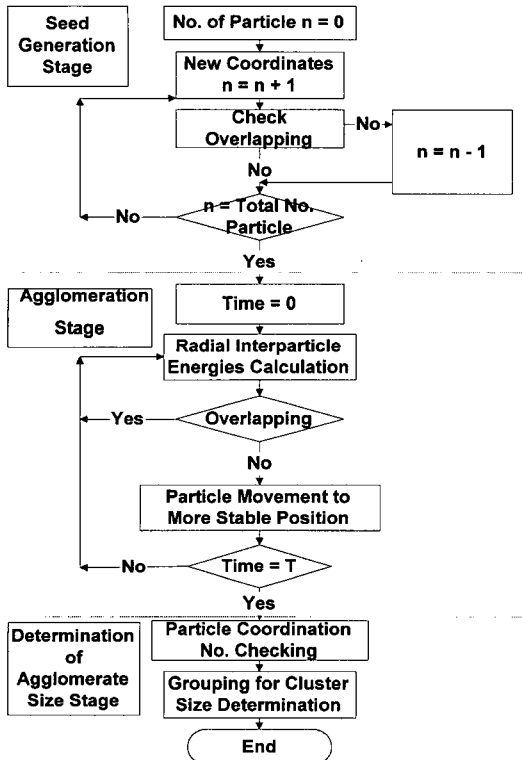 Seed
Generation
Stage
No. of Particle n = 0
New Coordinates
n = n + 1
Check
Overlapping
No
n = n - 1
No
n = Total No.
Particle
No
Yes
Agglomeration
Stage
Time = 0
Radial Interparticle
Energies Calculation
Overlapping
Yes
No
Particle Movement to
More Stable Position
Time = T
No
Yes
Determination
of
Agglomerate
Size Stage
Particle Coordination
No. Checking
Grouping for Cluster
Size Determination
End